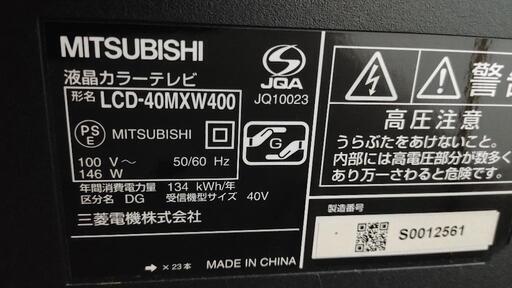 MITSUBISHI
液晶カラーテレビ
形名 LCD-40MXW400
PS
E
MITSUBISHI
100 V～ 50/60 Hz
146 W
年間消費電力量 134 kWh/年
区分名 DG 受信機型サイズ 40V
三菱電機株式会社
→ ×23本
MADE IN CHINA
JQA
JQ10023
G
警告
高圧注意
うらぶたをあけないこと。
内部には高電圧部分が数多く
あり万一さわると危険です。
製造番号
S0012561